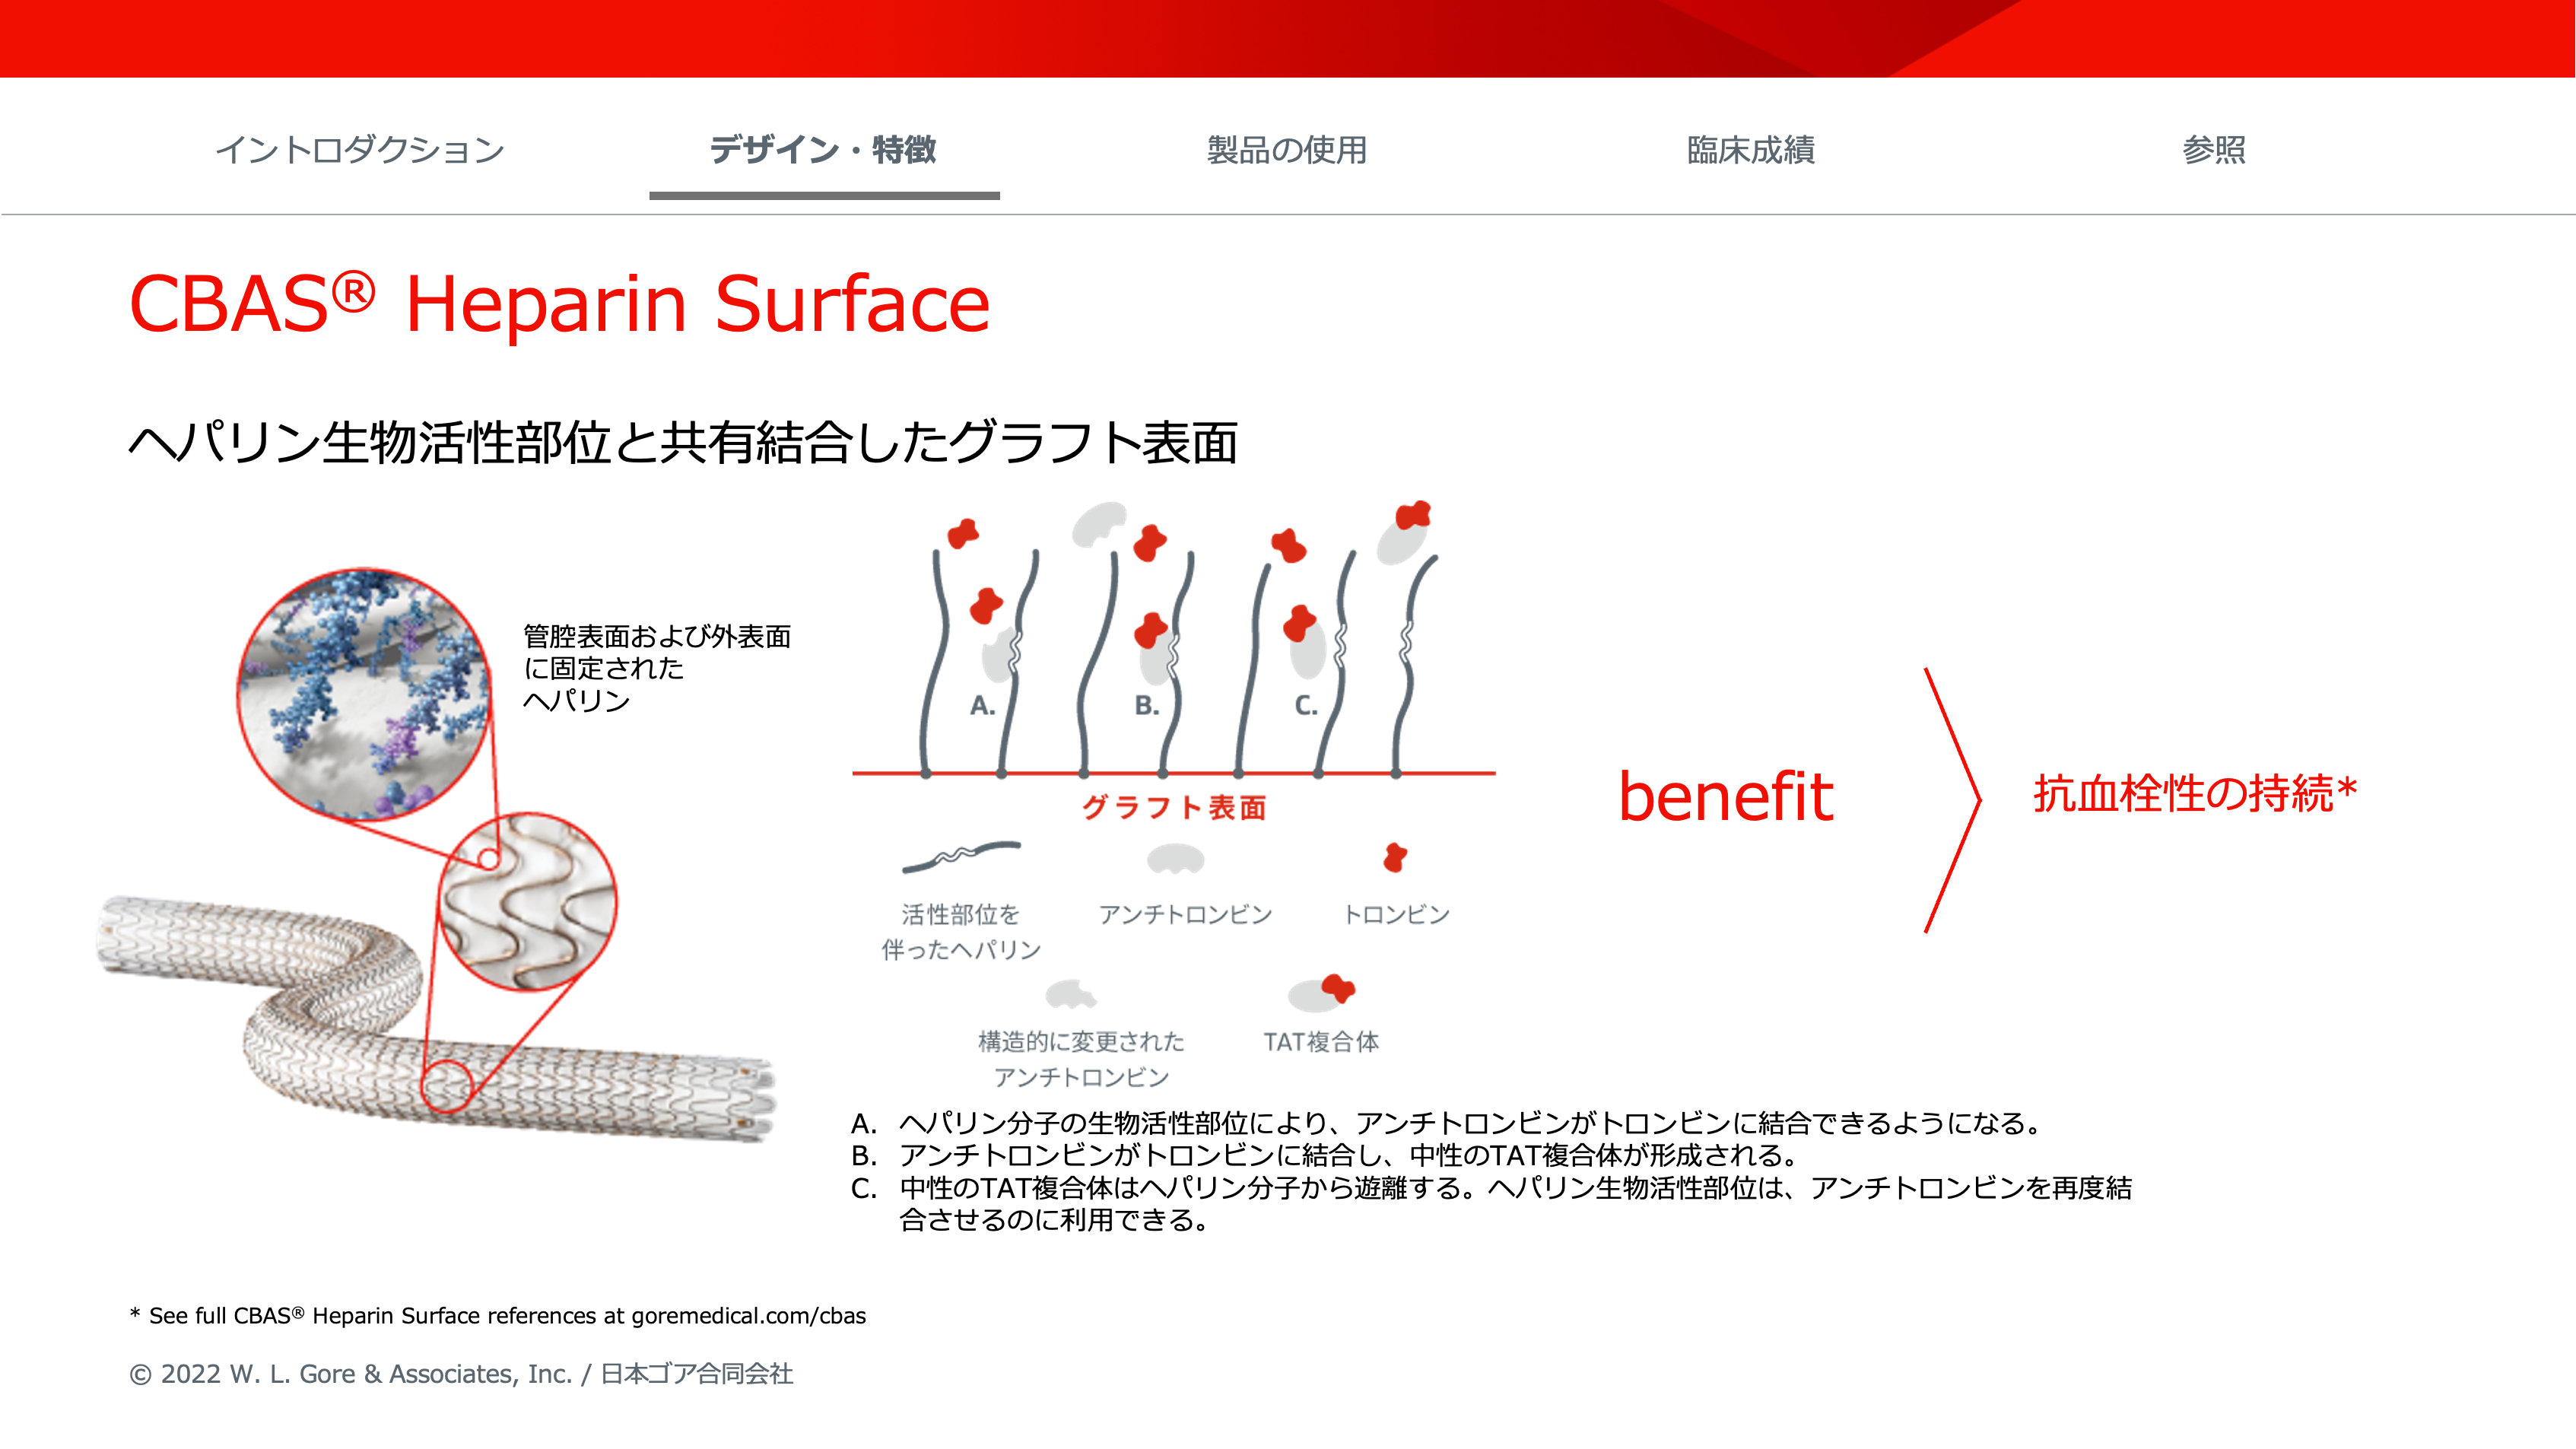 イントロダクション
デザイン・特徴
製品の使用
臨床成績
参照
CBAS® Heparin Surface
ヘパリン生物活性部位と共有結合したグラフト表面
管腔表面および外表面
に固定された
ヘパリン
A.
B.
C.
グラフト表面
活性部位を
伴ったヘパリン
アンチトロンビン
トロンビン
構造的に変更された
アンチトロンビン
TAT複合体
benefit
抗血栓性の持続*
A. ヘパリン分子の生物活性部位により、アンチトロンビンがトロンビンに結合できるようになる。
B. アンチトロンビンがトロンビンに結合し、中性のTAT複合体が形成される。
C. 中性のTAT複合体はヘパリン分子から遊離する。ヘパリン生物活性部位は、アンチトロンビンを再度結
合させるのに利用できる。
* See full CBAS® Heparin Surface references at goremedical.com/cbas
© 2022 W. L. Gore & Associates, Inc. / 日本ゴア合同会社